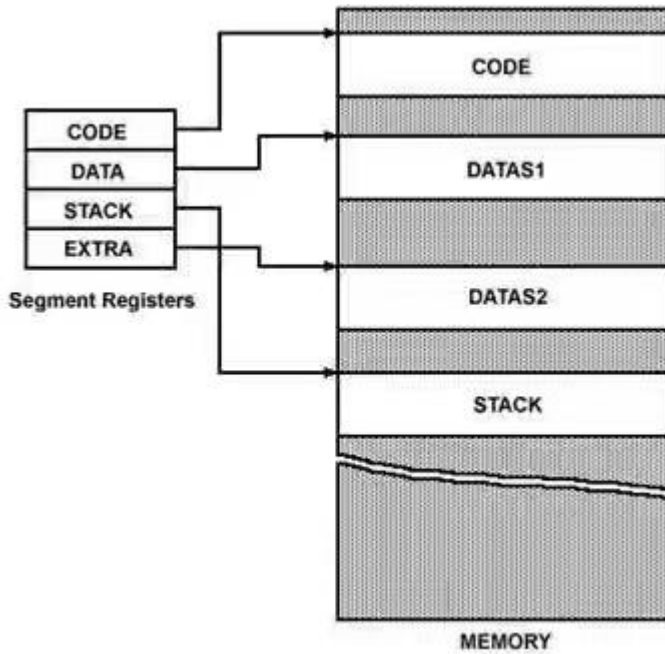 CODE
DATA
STACK
EXTRA
Segment Registers
CODE
DATAS1
DATAS2
STACK
MEMORY